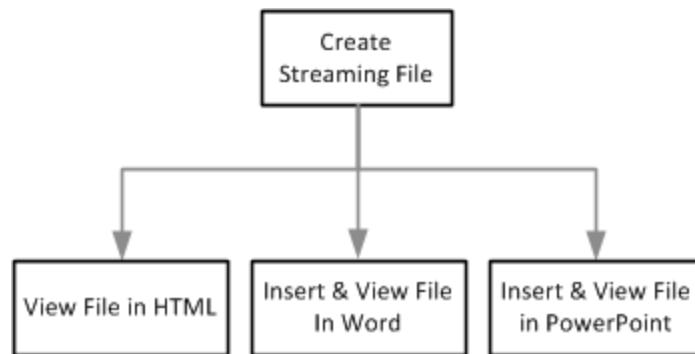 Create
Streaming File
View File in HTML
Insert & View File
In Word
Insert & View File
in PowerPoint